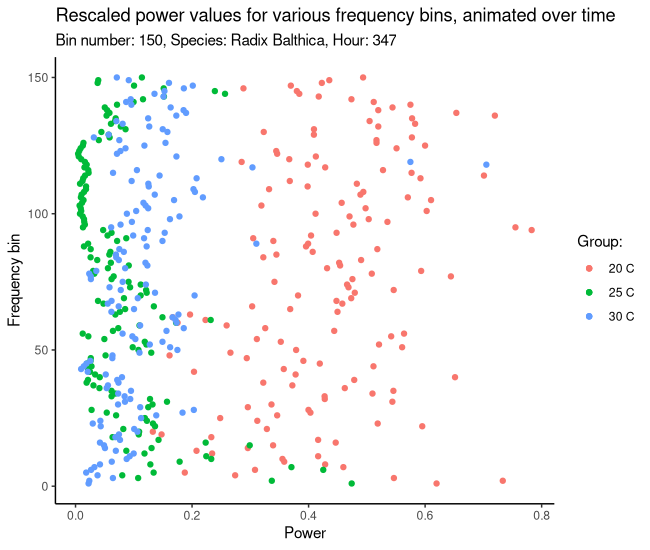 Rescaled power values for various frequency bins, animated over time
Bin number: 150, Species: Radix Balthica, Hour: 347
150
100
50
0
Frequency bin
0.0 0.2 0.4 0.6 0.8
Power
Group:
20 C
25 C
30 C